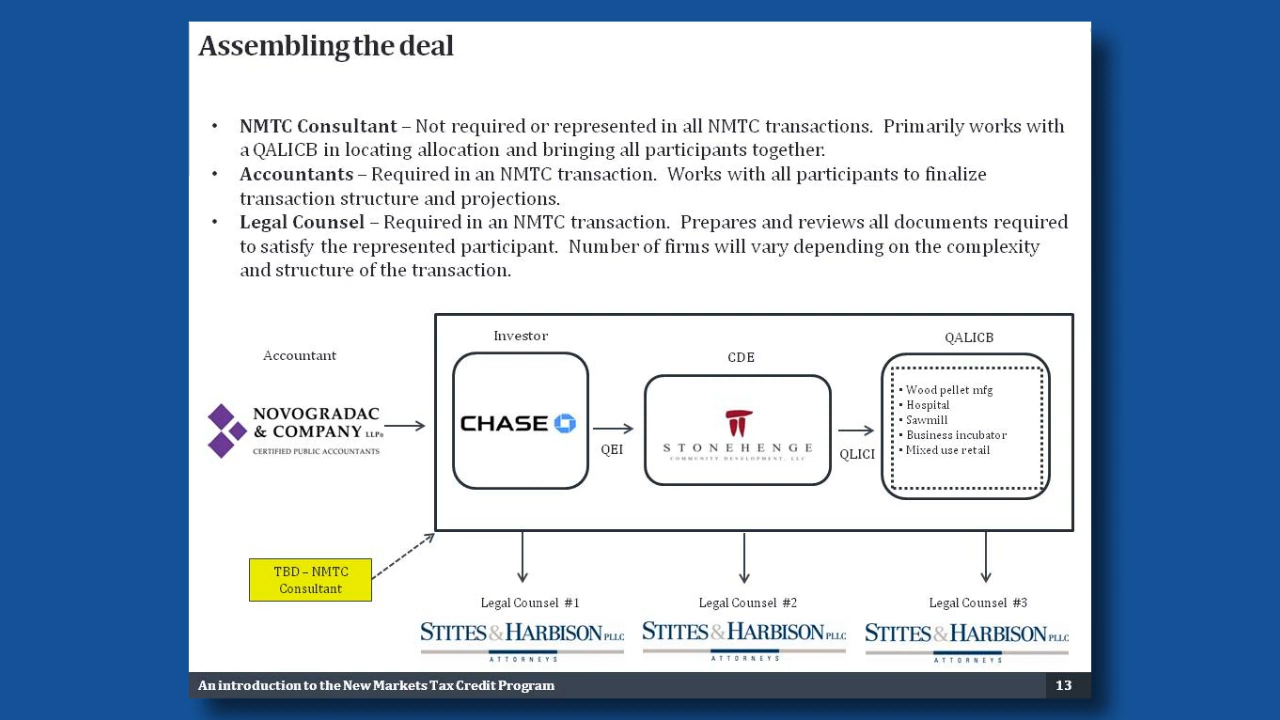 Assembling the deal
• NMTC Consultant – Not required or represented in all NMTC transactions. Primarily works with
a QALICB in locating allocation and bringing all participants together.
• Accountants – Required in an NMTC transaction. Works with all participants to finalize
transaction structure and projections.
• Legal Counsel – Required in an NMTC transaction. Prepares and reviews all documents required
to satisfy the represented participant. Number of firms will vary depending on the complexity
and structure of the transaction.
Investor
QALICB
Accountant
CDE
• Wood pellet mfg
• Hospital
• Sawmill
• Business incubator
• Mixed use retail
NOVOGRADAC
& COMPANY LLP®
CERTIFIED PUBLIC ACCOUNTANTS
CHASE
QEI
STONEHENGE
COMMUNITY DEVELOPMENT, LLC
QLICI
TBD – NMTC
Consultant
Legal Counsel #1
Legal Counsel #2
Legal Counsel #3
STITES & HARBISON PLLC
ATTORNEYS
STITES & HARBISON PLLC
ATTORNEYS
STITES & HARBISON PLLC
ATTORNEYS
An introduction to the New Markets Tax Credit Program
13